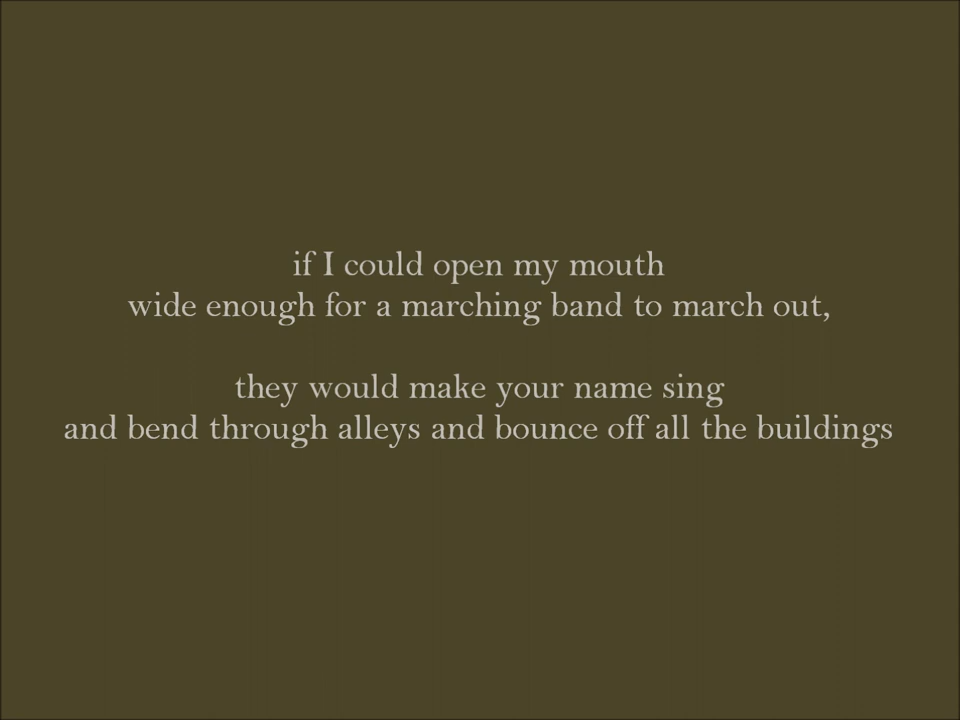 if I could open my mouth
wide enough for a marching band to march out,
they would make your name sing
and bend through alleys and bounce off all the buildings